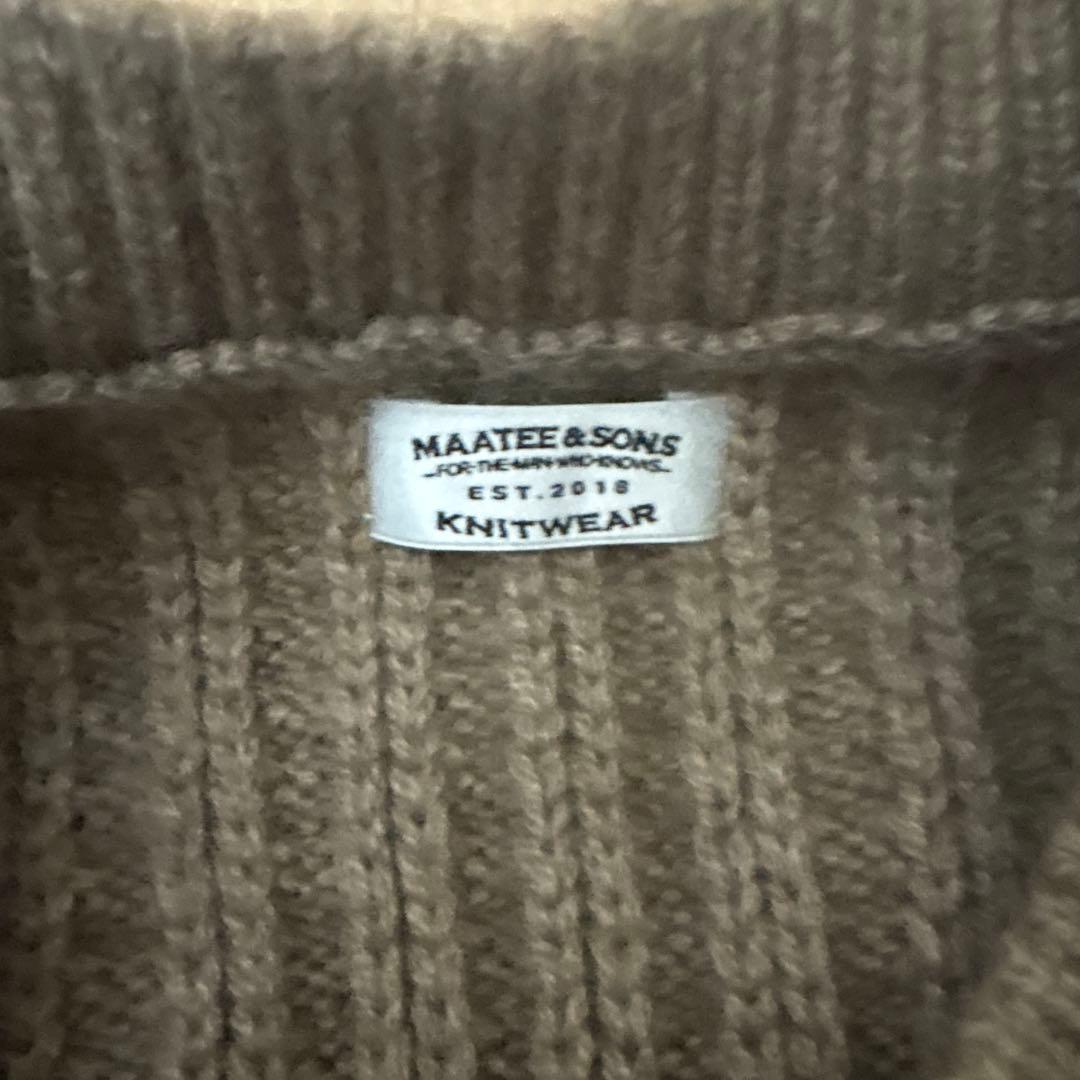 MAATEE & SONS
FOR THE MAN WHO KNOWS
EST. 2018
KNITWEAR